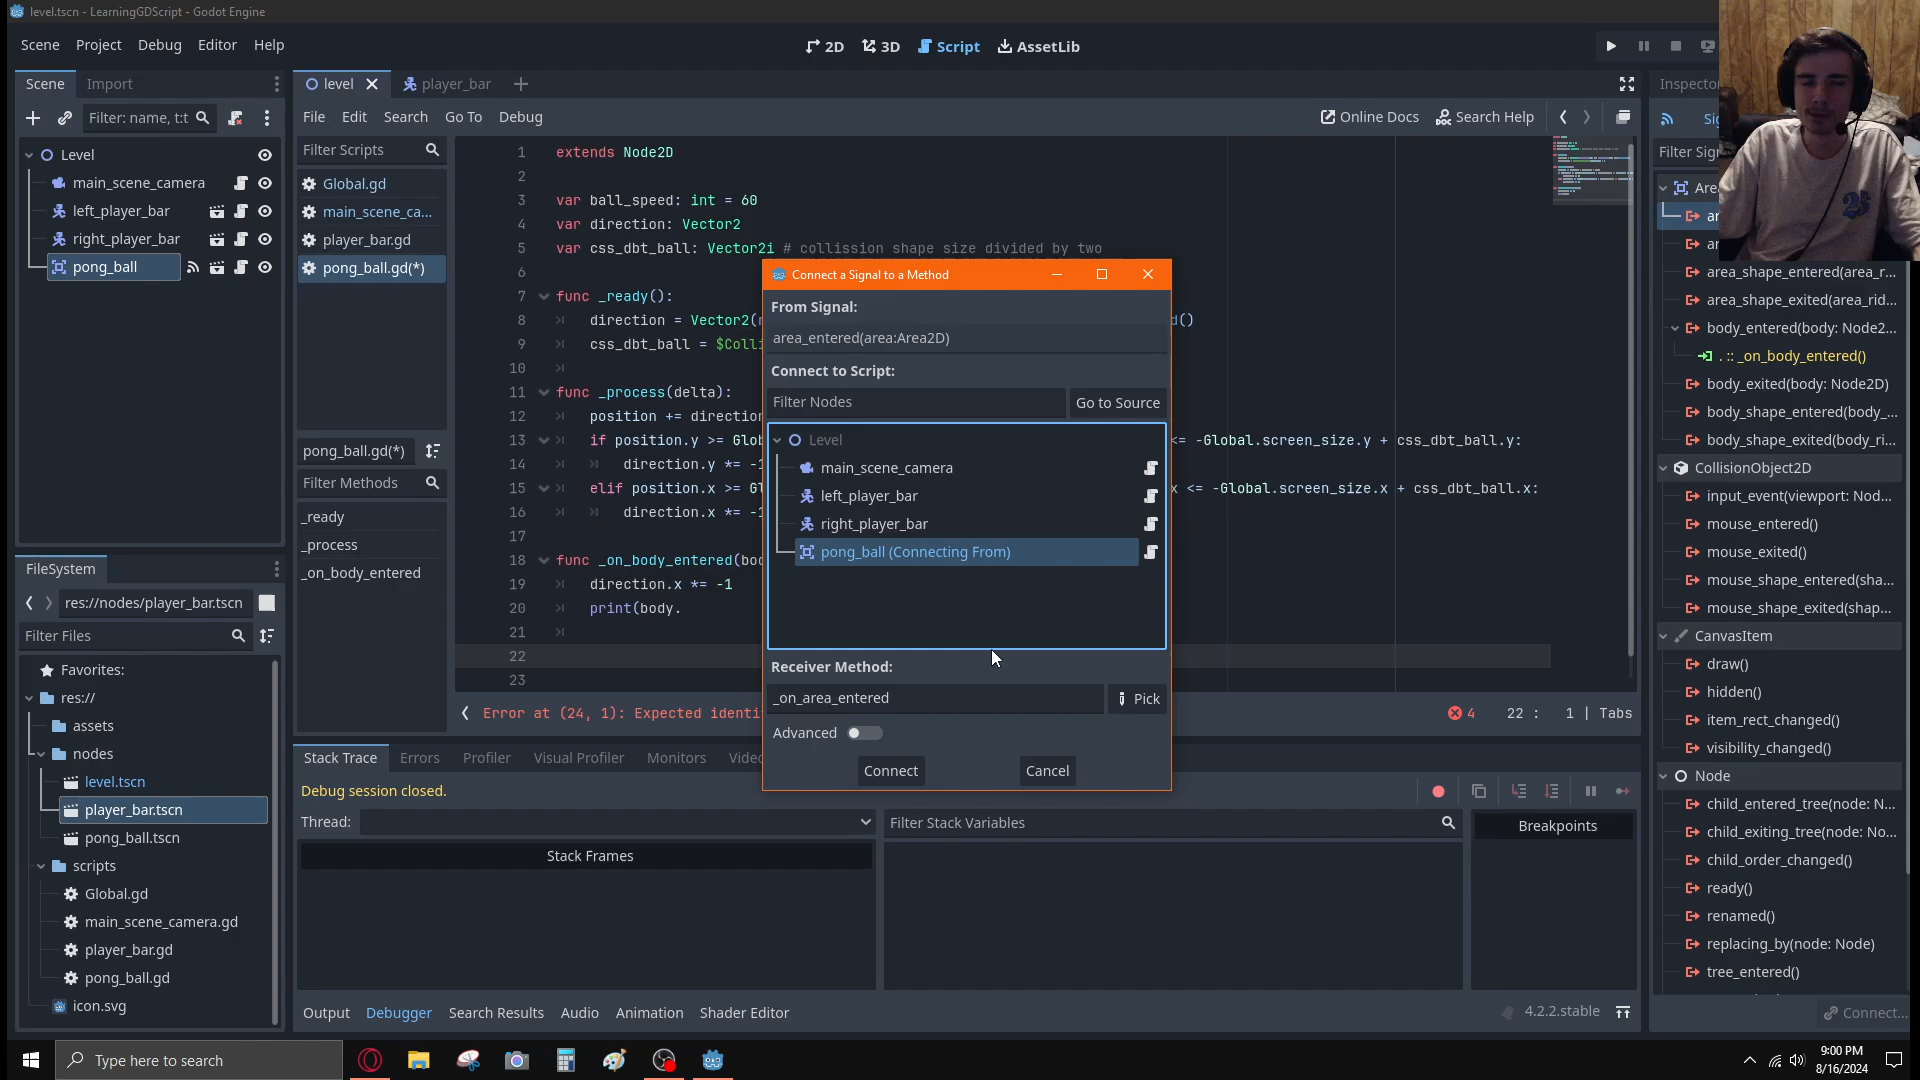 level.tscn - LearningGDScript - Godot Engine
Scene Project Debug Editor Help
2D 3D Script AssetLib
Scene Import
Filter: name, t:t
Level
main_scene_camera
left_player_bar
right_player_bar
pong_ball
FileSystem
res://nodes/player_bar.tscn
Filter Files
Favorites:
res://
assets
nodes
level.tscn
player_bar.tscn
pong_ball.tscn
scripts
Global.gd
main_scene_camera.gd
player_bar.gd
pong_ball.gd
icon.svg
level player_bar
File Edit Search Go To Debug
Online Docs Search Help
Filter Scripts
Global.gd
main_scene_ca...
player_bar.gd
pong_ball.gd(*)
pong_ball.gd(*)
Filter Methods
_ready
_process
_on_body_entered
1 extends Node2D
2
3 var ball_speed: int = 60
4 var direction: Vector2
5 var css_dbt_ball: Vector2i # collission shape size divided by two
6
7 func _ready():
8 direction = Vector2( d()
9 css_dbt_ball = $Colli
10
11 func _process(delta):
12 position += direction
13 if position.y >= Glob <= -Global.screen_size.y + css_dbt_ball.y:
14 direction.y *= -1
15 elif position.x >= Gl x <= -Global.screen_size.x + css_dbt_ball.x:
16 direction.x *= -1
17
18 func _on_body_entered(bod
19 direction.x *= -1
20 print(body.
21
22
23
Error at (24, 1): Expected identi
4 22 : 1 | Tabs
Connect a Signal to a Method
From Signal:
area_entered(area:Area2D)
Connect to Script:
Filter Nodes Go to Source
Level
main_scene_camera
left_player_bar
right_player_bar
pong_ball (Connecting From)
Receiver Method:
_on_area_entered Pick
Advanced
Connect Cancel
Stack Trace Errors Profiler Visual Profiler Monitors Video
Debug session closed.
Thread:
Filter Stack Variables
Breakpoints
Stack Frames
Output Debugger Search Results Audio Animation Shader Editor
4.2.2.stable
Inspecto
Sig
Filter Sig
Area
ar
ar
area_shape_entered(area_r...
area_shape_exited(area_rid...
body_entered(body: Node2...
. :: _on_body_entered()
body_exited(body: Node2D)
body_shape_entered(body_...
body_shape_exited(body_ri...
CollisionObject2D
input_event(viewport: Nod...
mouse_entered()
mouse_exited()
mouse_shape_entered(sha...
mouse_shape_exited(shap...
CanvasItem
draw()
hidden()
item_rect_changed()
visibility_changed()
Node
child_entered_tree(node: N...
child_exiting_tree(node: No...
child_order_changed()
ready()
renamed()
replacing_by(node: Node)
tree_entered()
Connect...
Type here to search
9:00 PM
8/16/2024